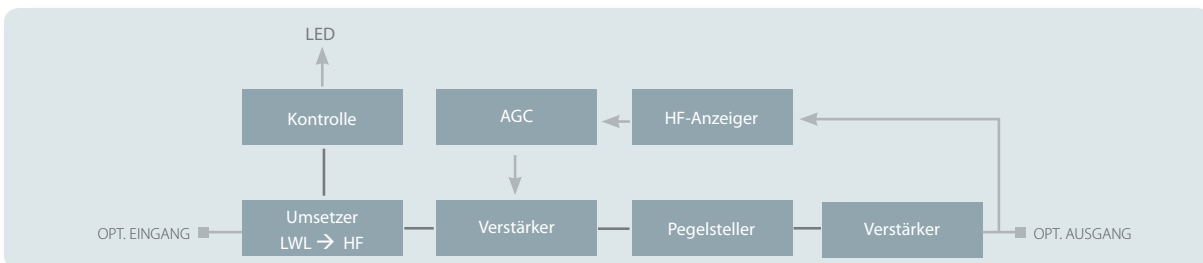 LED
Kontrolle
AGC
HF-Anzeiger
OPT. EINGANG
Umsetzer
LWL → HF
Verstärker
Pegelsteller
Verstärker
OPT. AUSGANG